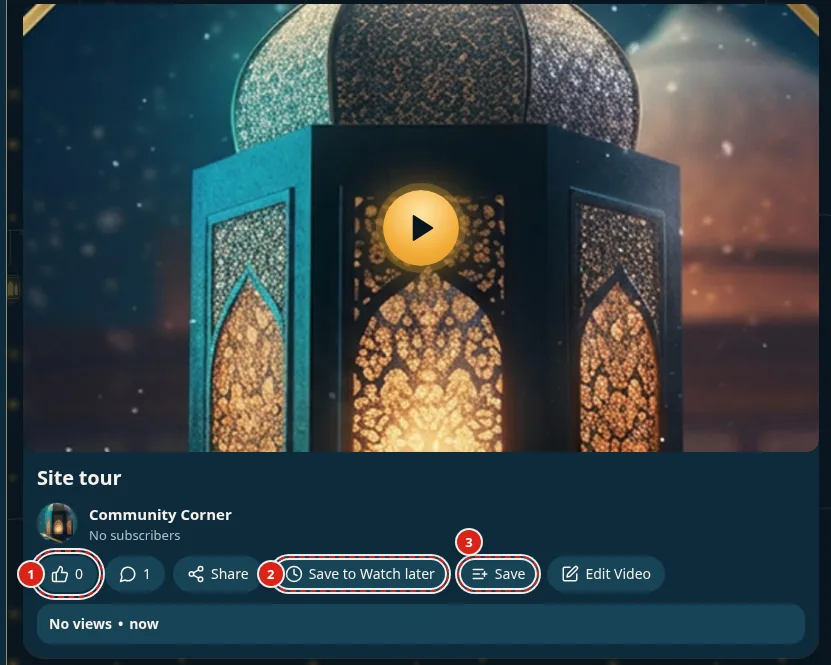 Site tour
Community Corner
No subscribers
1 0 1 Share 2 Save to Watch later 3 Save Edit Video
No views • now